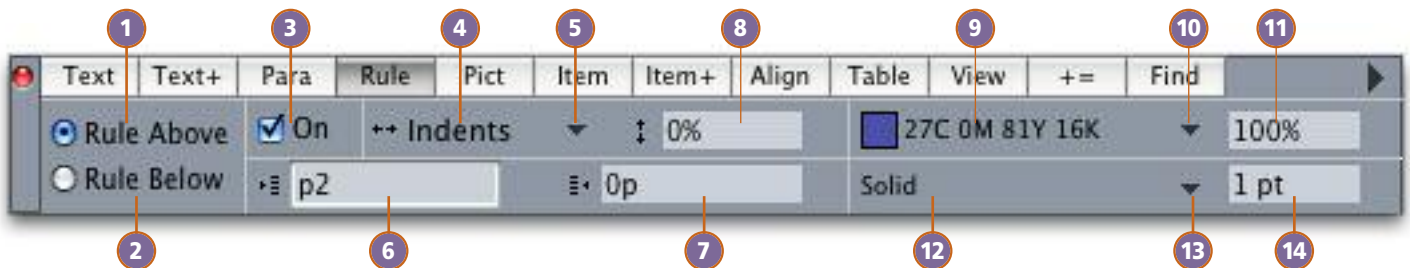 1 3 4 5 8 9 10 11
Text Text+ Para Rule Pict Item Item+ Align Table View += Find
Rule Above On Indents 0% 27C 0M 81Y 16K 100%
Rule Below p2 0p Solid 1 pt
2 6 7 12 13 14